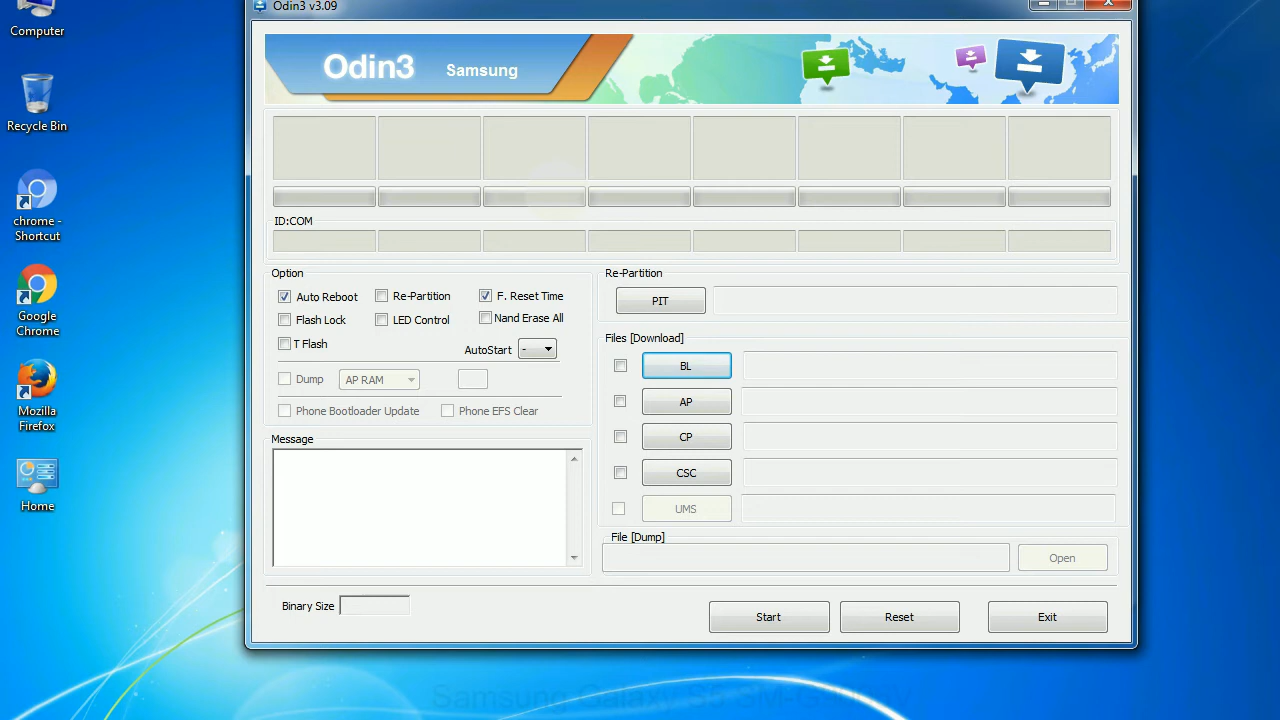 Computer
Recycle Bin
chrome -
Shortcut
Google
Chrome
Mozilla
Firefox
Home
Odin3 v3.09
Odin3 Samsung
ID:COM
Option
Auto Reboot
Re-Partition
F. Reset Time
Flash Lock
LED Control
Nand Erase All
T Flash
AutoStart -
Dump
AP RAM
Phone Bootloader Update
Phone EFS Clear
Message
Binary Size
Re-Partition
PIT
Files [Download]
BL
AP
CP
CSC
UMS
File [Dump]
Open
Start
Reset
Exit
Samsung Galaxy S5